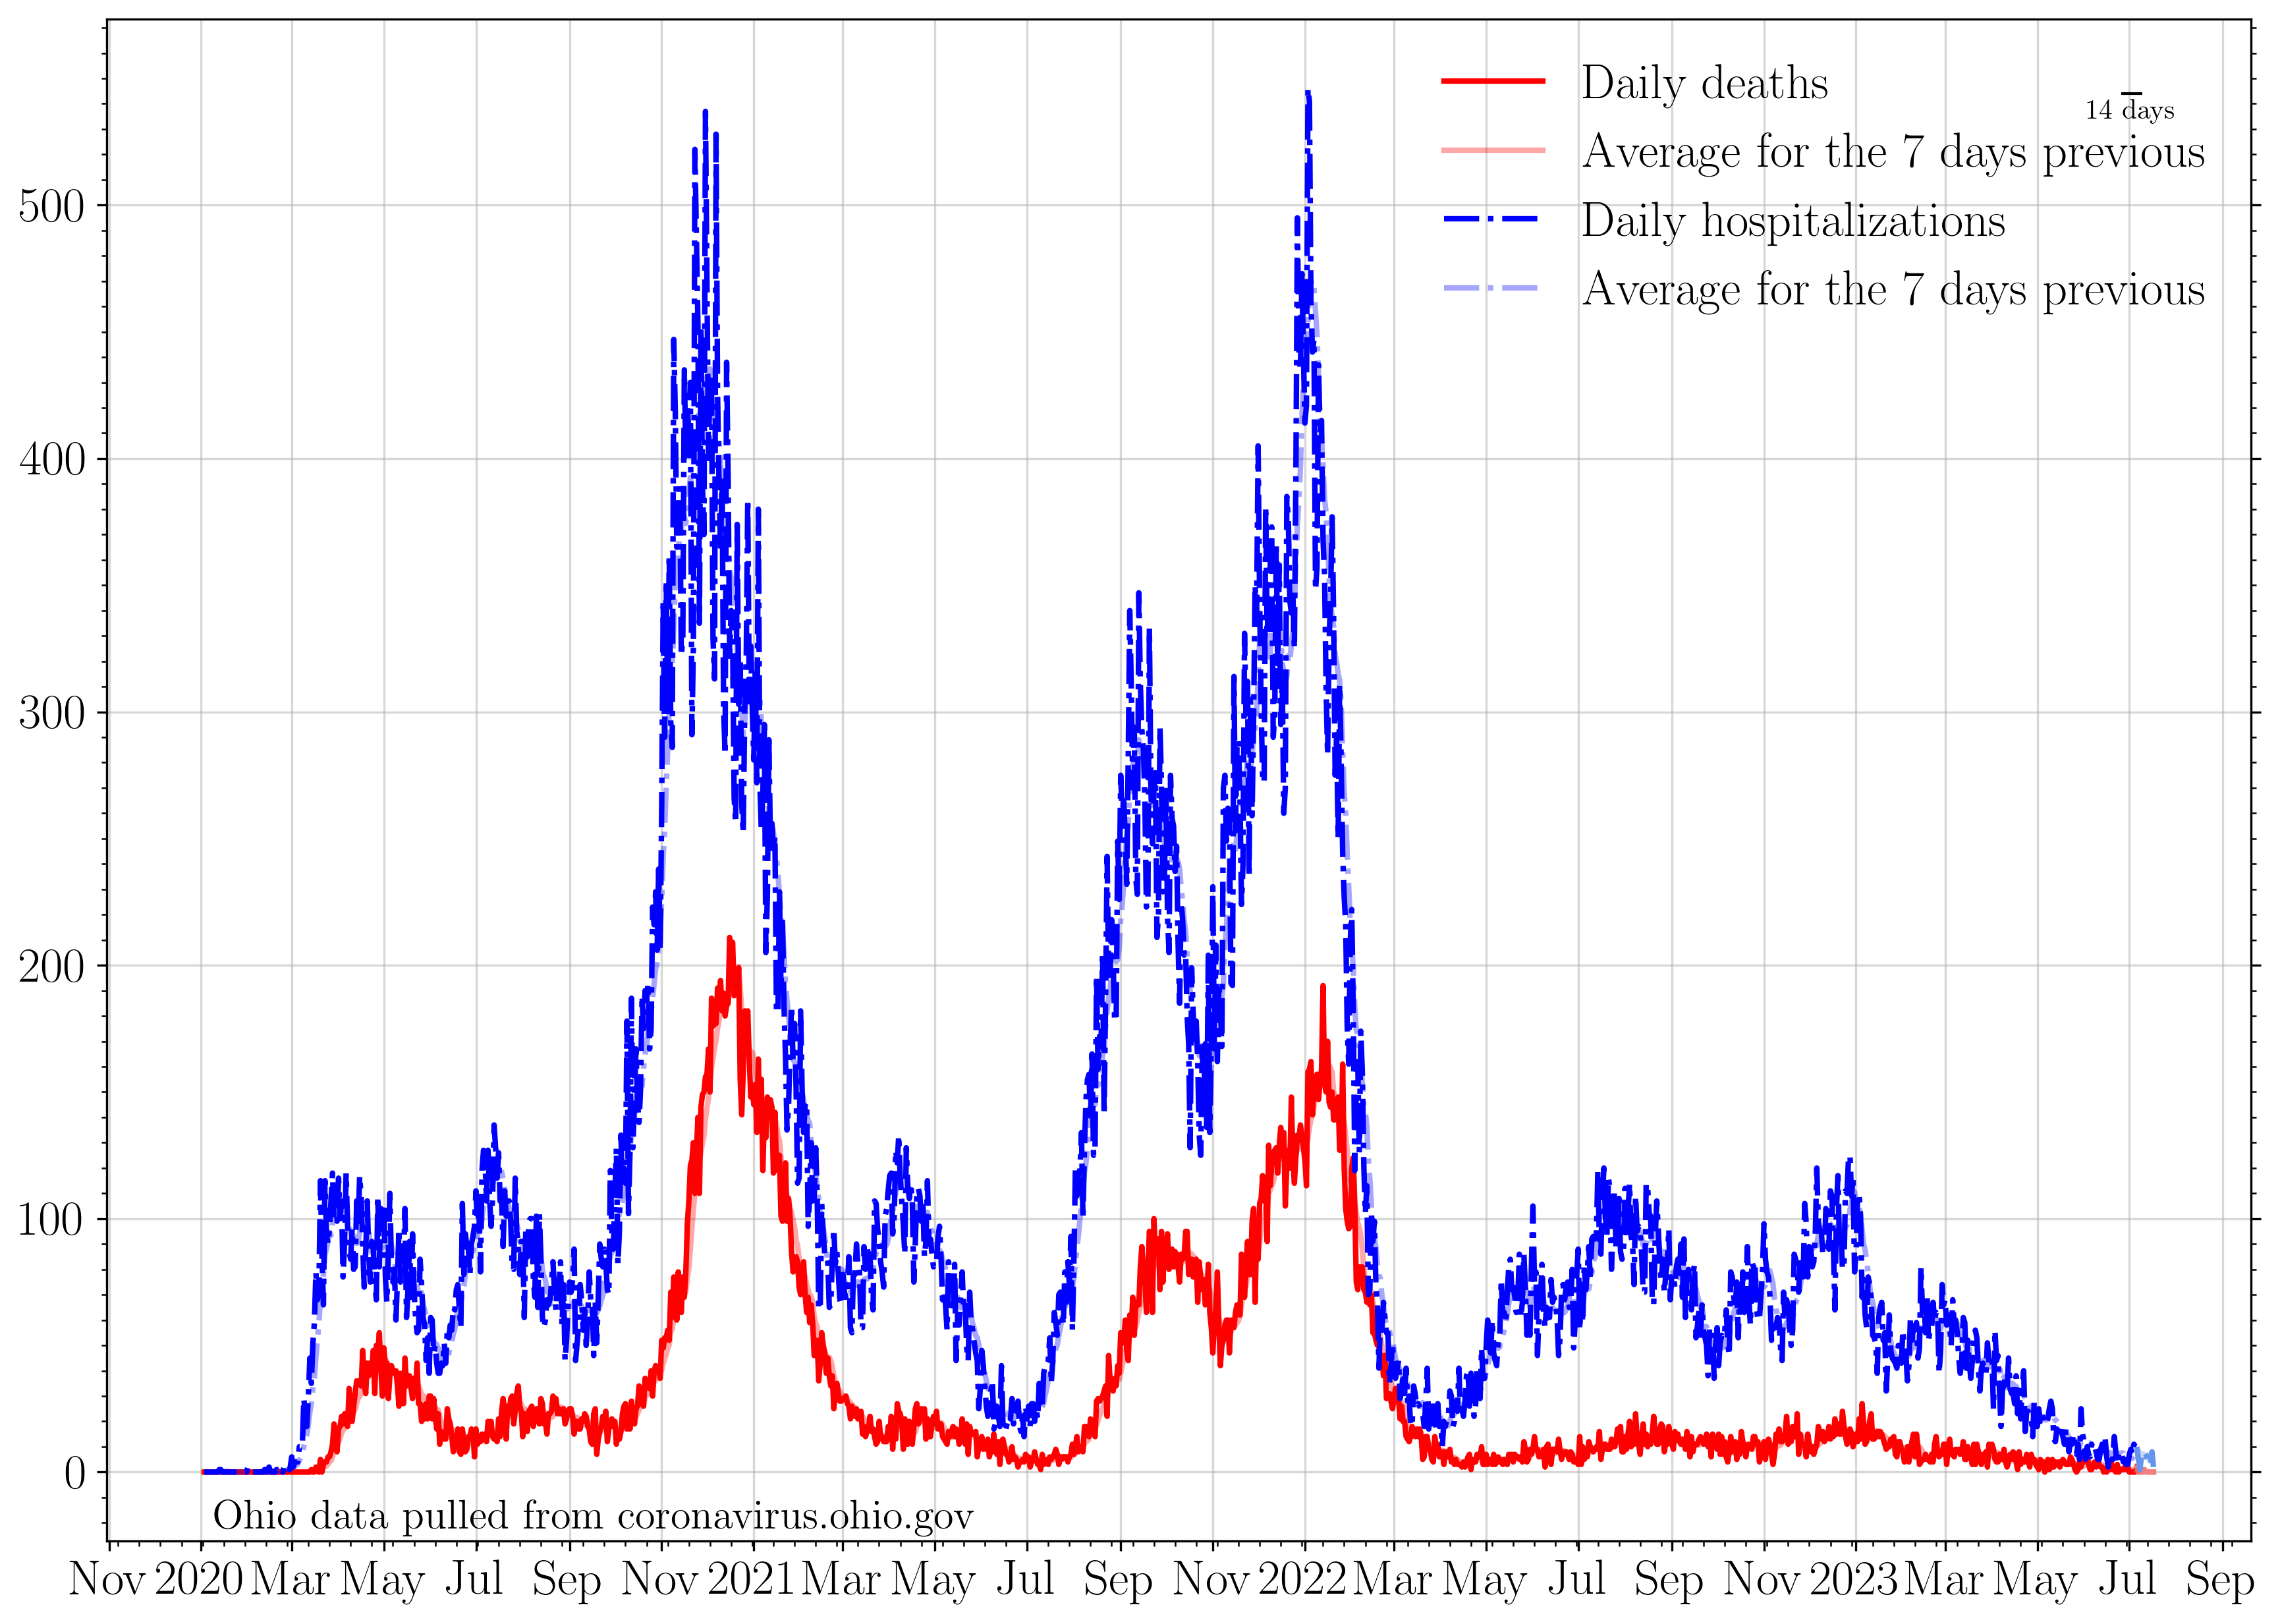 Daily deaths
14 days
Average for the 7 days previous
Daily hospitalizations
Average for the 7 days previous
500
400
300
200
100
0
Ohio data pulled from coronavirus.ohio.gov
Nov 2020 Mar May Jul Sep Nov 2021 Mar May Jul Sep Nov 2022 Mar May Jul Sep Nov 2023 Mar May Jul Sep